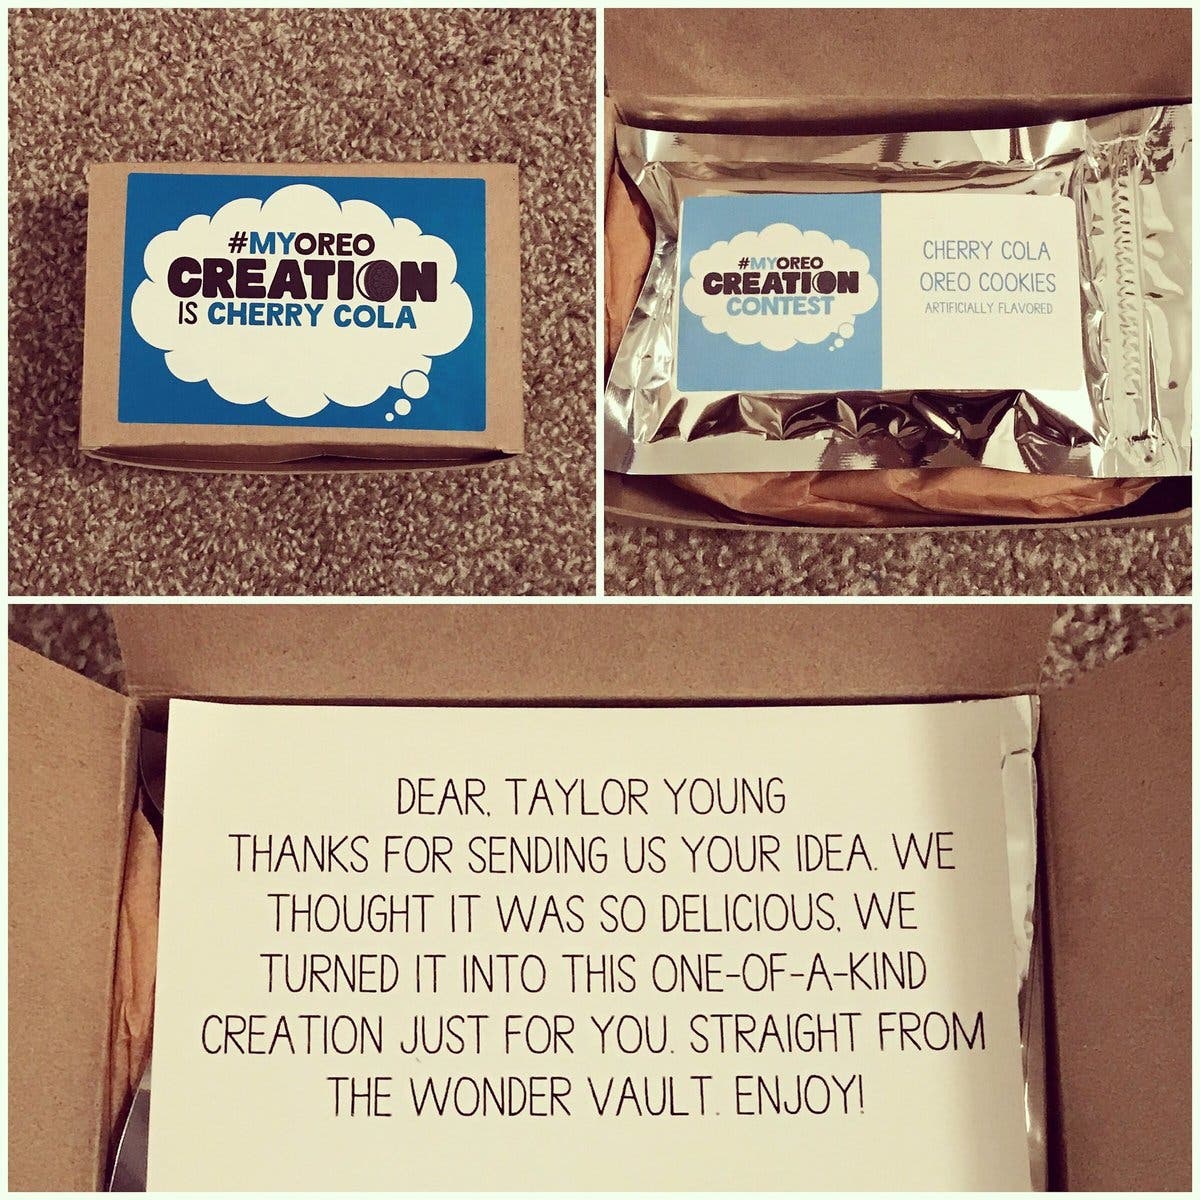 #MYOREO
CREATION
IS CHERRY COLA
#MYOREO
CREATION
CONTEST
CHERRY COLA
OREO COOKIES
ARTIFICIALLY FLAVORED
DEAR, TAYLOR YOUNG
THANKS FOR SENDING US YOUR IDEA. WE
THOUGHT IT WAS SO DELICIOUS, WE
TURNED IT INTO THIS ONE-OF-A-KIND
CREATION JUST FOR YOU. STRAIGHT FROM
THE WONDER VAULT. ENJOY!